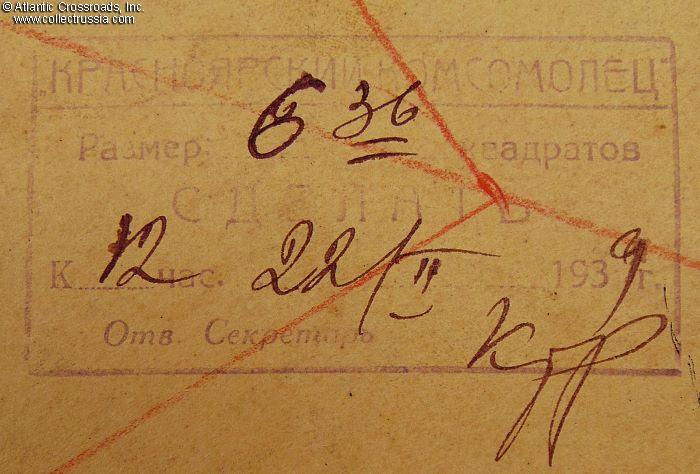 © Atlantic Crossroads, Inc.
www.collectrussia.com
"КРАСНОЯРСКИЙ КОМСОМОЛЕЦ"
6 36
Размер: квадратов
СДЕЛАТЬ
К 12 час. 22/II 1939 г.
Отв. Секретарь